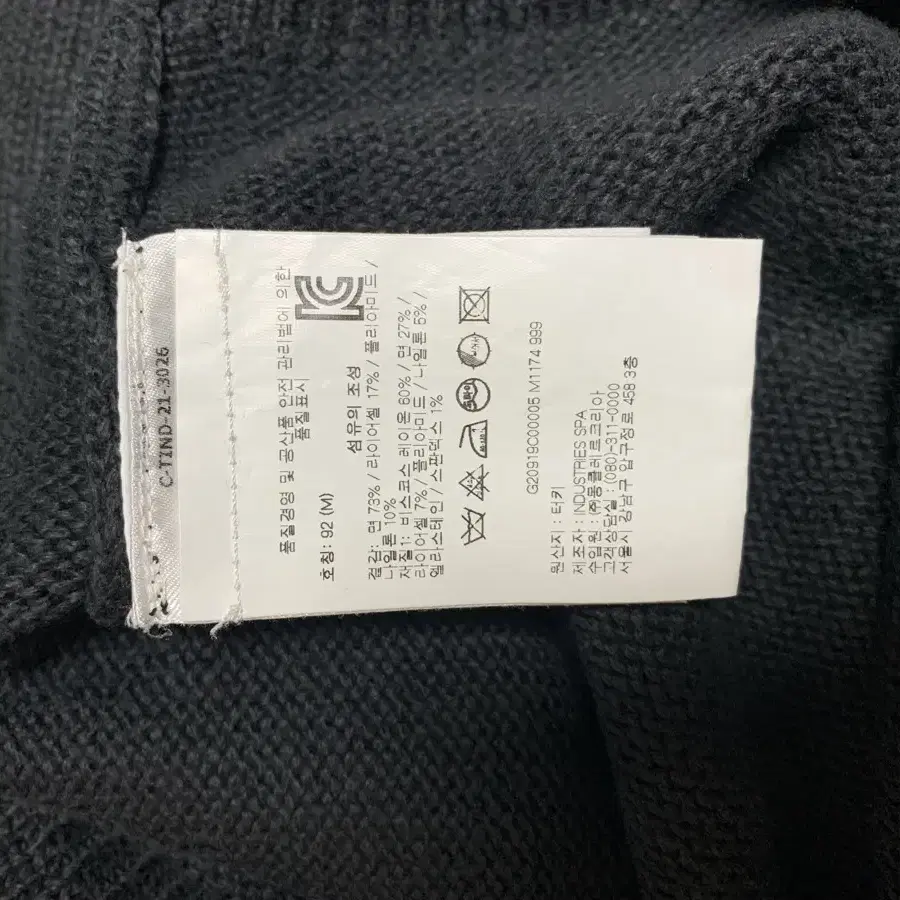 C-TIND-21-3026
품질경영 및 공산품 안전 관리법에 의한
품질표시
호칭: 92 (M)
섬유의 조성
겉감: 면 73% / 라이어셀 17% / 폴리아미드 /
나일론 10%
재질1: 비스코스 레이온 60% / 면 27% /
라이어셀 7% / 폴리아미드 / 나일론 5% /
엘라스테인 / 스판덱스 1%
G20919C00005 M1174 999
원산지 : 터키
제조자 : INDUSTRIES SPA
수입원 : (주)몽클레르코리아
고객상담실 : (080)-311-0000
서울시 강남구 압구정로 458 3층